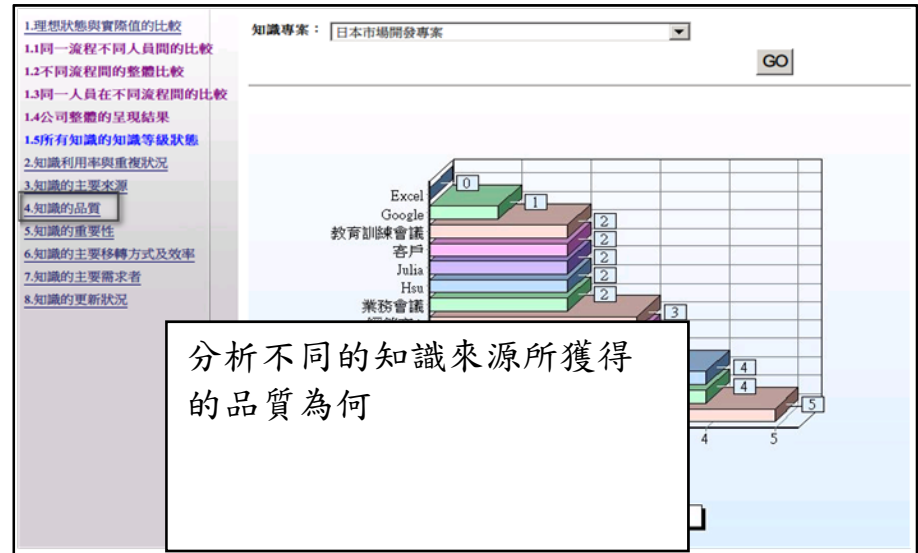 1.理想狀態與實際值的比較
1.1同一流程不同人員間的比較
1.2不同流程間的整體比較
1.3同一人員在不同流程間的比較
1.4公司整體的呈現結果
1.5所有知識的知識等級狀態
2.知識利用率與重複狀況
3.知識的主要來源
4.知識的品質
5.知識的重要性
6.知識的主要移轉方式及效率
7.知識的主要需求者
8.知識的更新狀況
知識專案： 日本市場開發專案
GO
0
Excel 1
Google 2
教育訓練會議 2
客戶 2
Julia 2
Hsu 2
業務會議 3
4
4
5
4 5
分析不同的知識來源所獲得
的品質為何